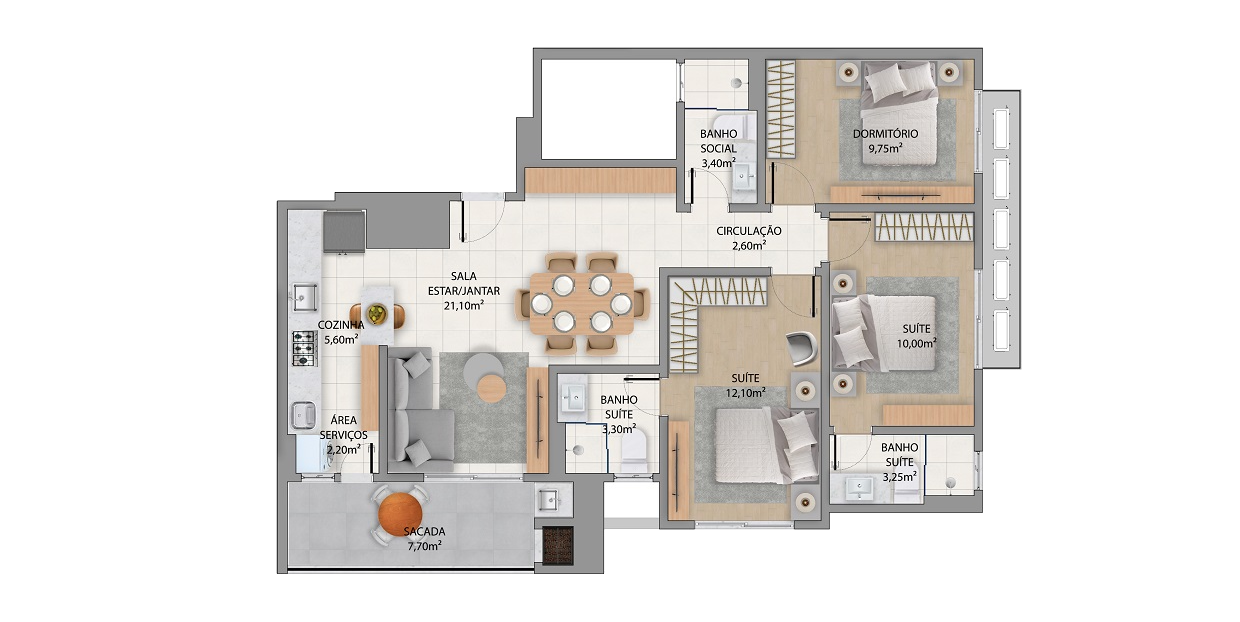 BANHO
SOCIAL
3,40m²
DORMITÓRIO
9,75m²
CIRCULAÇÃO
2,60m²
SALA
ESTAR/JANTAR
21,10m²
COZINHA
5,60m²
SUÍTE
10,00m²
SUÍTE
12,10m²
BANHO
SUÍTE
3,30m²
ÁREA
SERVIÇOS
2,20m²
BANHO
SUÍTE
3,25m²
SACADA
7,70m²